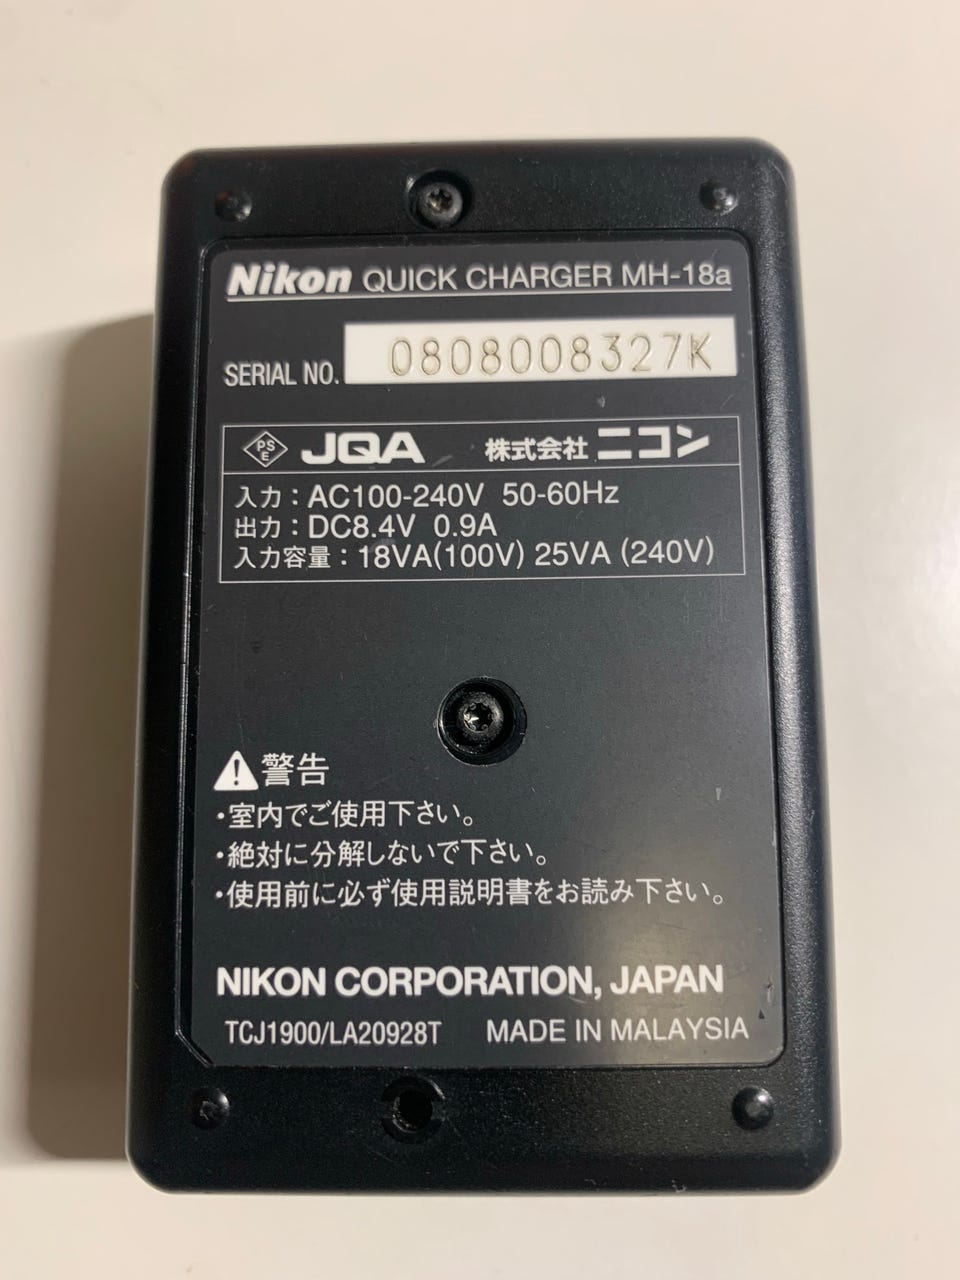 Nikon QUICK CHARGER MH-18a
SERIAL NO. 0808008327K
PS E JQA 株式会社 ニコン
入力：AC100-240V 50-60Hz
出力：DC8.4V 0.9A
入力容量：18VA(100V) 25VA (240V)
警告
・室内でご使用下さい。
・絶対に分解しないで下さい。
・使用前に必ず使用説明書をお読み下さい。
NIKON CORPORATION, JAPAN
TCJ1900/LA20928T MADE IN MALAYSIA